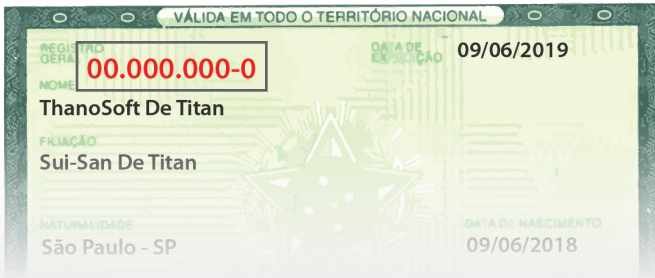 VÁLIDA EM TODO O TERRITÓRIO NACIONAL
REGISTRO GERAL
00.000.000-0
DATA DE EXPEDIÇÃO
09/06/2019
NOME
ThanoSoft De Titan
FILIAÇÃO
Sui-San De Titan
NATURALIDADE
São Paulo - SP
DATA DE NASCIMENTO
09/06/2018